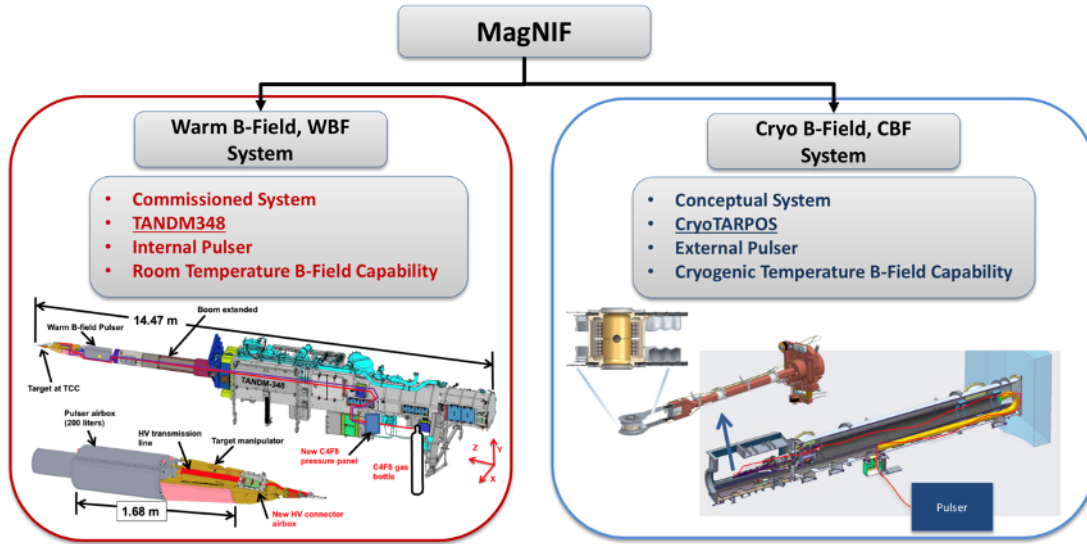 MagNIF
Warm B-Field, WBF
System
• Commissioned System
• TANDM348
• Internal Pulser
• Room Temperature B-Field Capability
14.47 m
Boom extended
Warm B-field Pulser
Target at TCC
TANDM-348
Pulser airbox
(200 liters)
HV transmission
line
Target manipulator
New C4F8
pressure panel
C4F8 gas
bottle
Y
Z
X
1.68 m
New HV connector
airbox
Cryo B-Field, CBF
System
• Conceptual System
• CryoTARPOS
• External Pulser
• Cryogenic Temperature B-Field Capability
Pulser